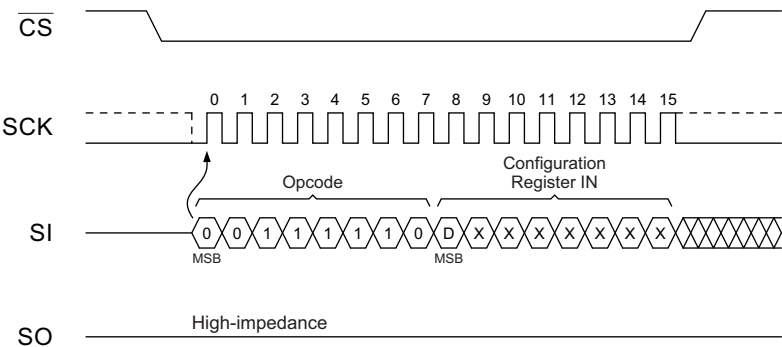 CS
0 1 2 3 4 5 6 7 8 9 10 11 12 13 14 15
SCK
Opcode
Configuration
Register IN
SI
0 0 1 1 1 1 1 0 D X X X X X X X
MSB MSB
High-impedance
SO